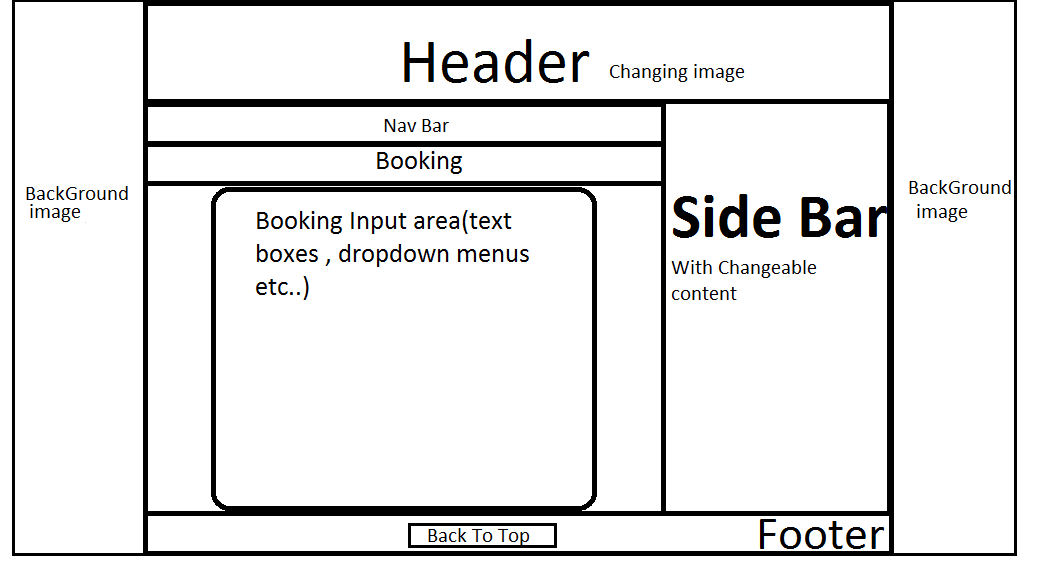 Header
Changing image
Nav Bar
Booking
BackGround
image
Booking Input area(text
boxes , dropdown menus
etc..)
Side Bar
With Changeable
content
BackGround
image
Back To Top
Footer